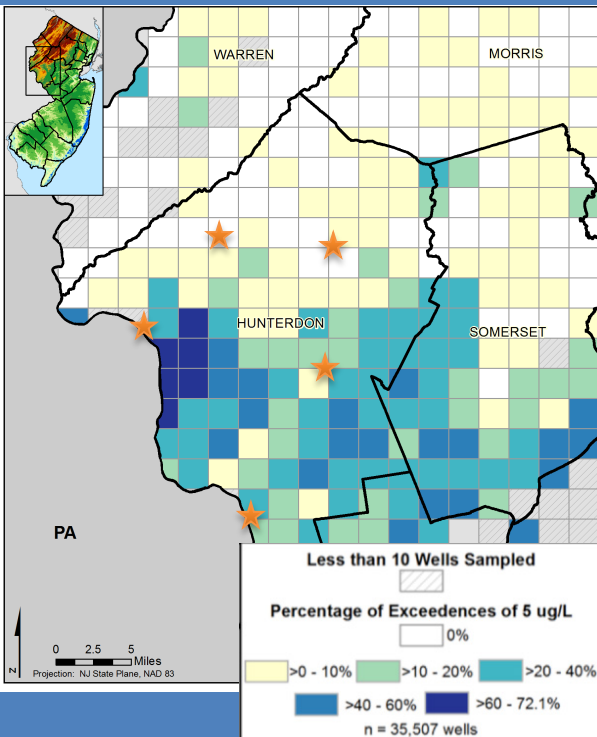 WARREN
MORRIS
HUNTERDON
SOMERSET
PA
N
0 2.5 5
Miles
Projection: NJ State Plane, NAD 83
Less than 10 Wells Sampled
Percentage of Exceedences of 5 ug/L
0%
>0 - 10% >10 - 20% >20 - 40%
>40 - 60% >60 - 72.1%
n = 35,507 wells